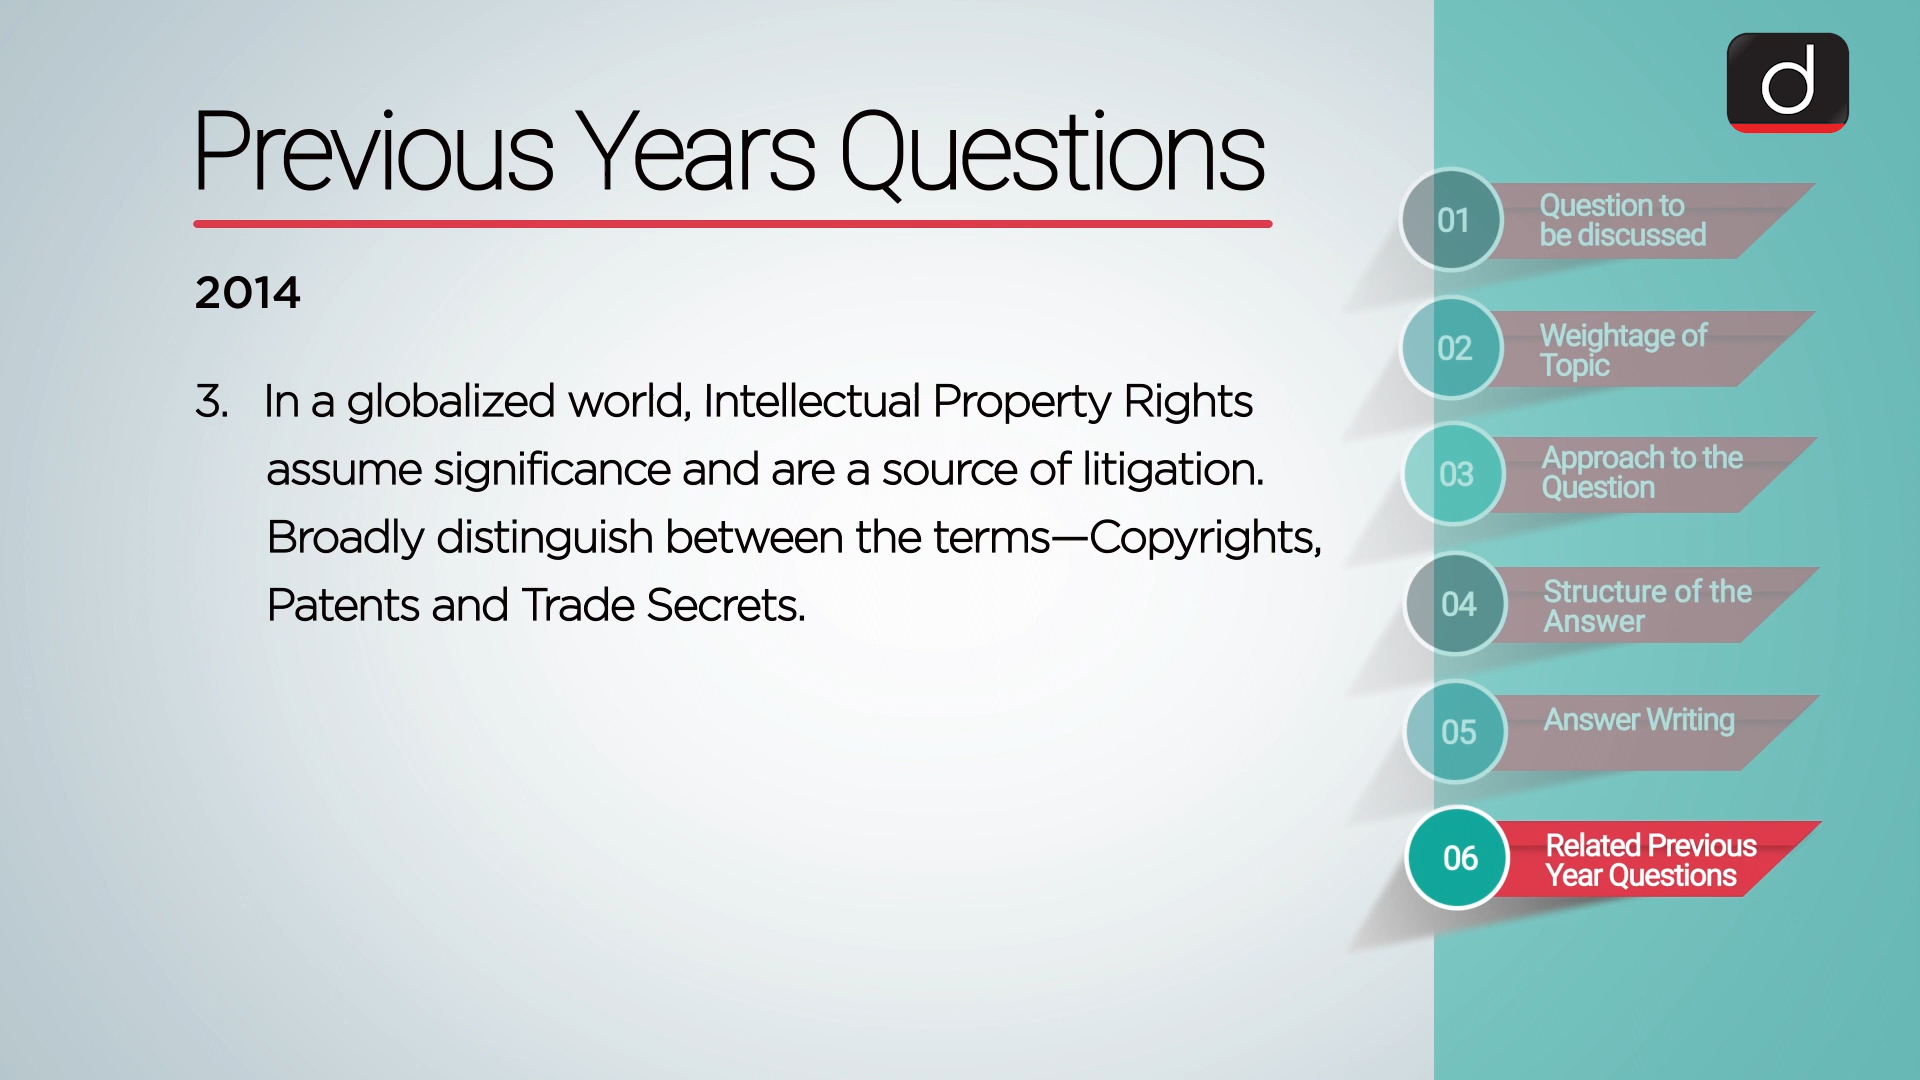 Previous Years Questions
2014
3. In a globalized world, Intellectual Property Rights
assume significance and are a source of litigation.
Broadly distinguish between the terms—Copyrights,
Patents and Trade Secrets.
d
01
Question to
be discussed
02
Weightage of
Topic
03
Approach to the
Question
04
Structure of the
Answer
05
Answer Writing
06
Related Previous
Year Questions